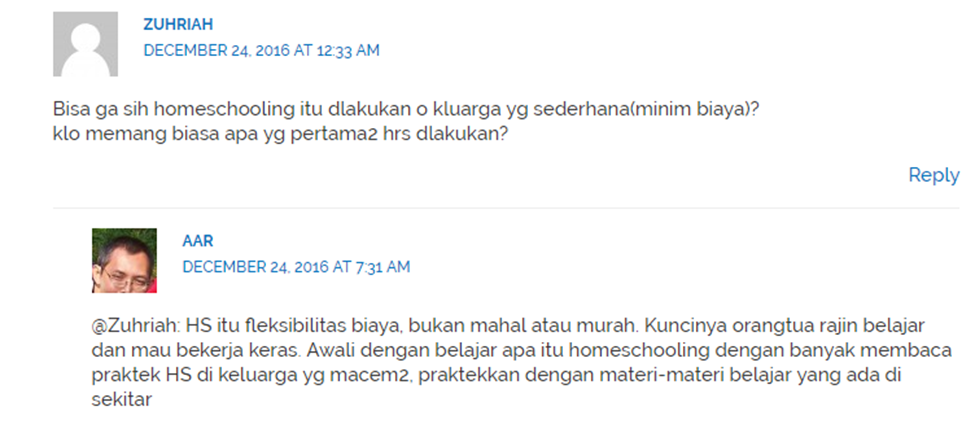 ZUHRIAH
DECEMBER 24, 2016 AT 12:33 AM
Bisa ga sih homeschooling itu dlakukan o kluarga yg sederhana(minim biaya)?
klo memang biasa apa yg pertama2 hrs dlakukan?
Reply
AAR
DECEMBER 24, 2016 AT 7:31 AM
@Zuhriah: HS itu fleksibilitas biaya, bukan mahal atau murah. Kuncinya orangtua rajin belajar
dan mau bekerja keras. Awali dengan belajar apa itu homeschooling dengan banyak membaca
praktek HS di keluarga yg macem2, praktekkan dengan materi-materi belajar yang ada di
sekitar